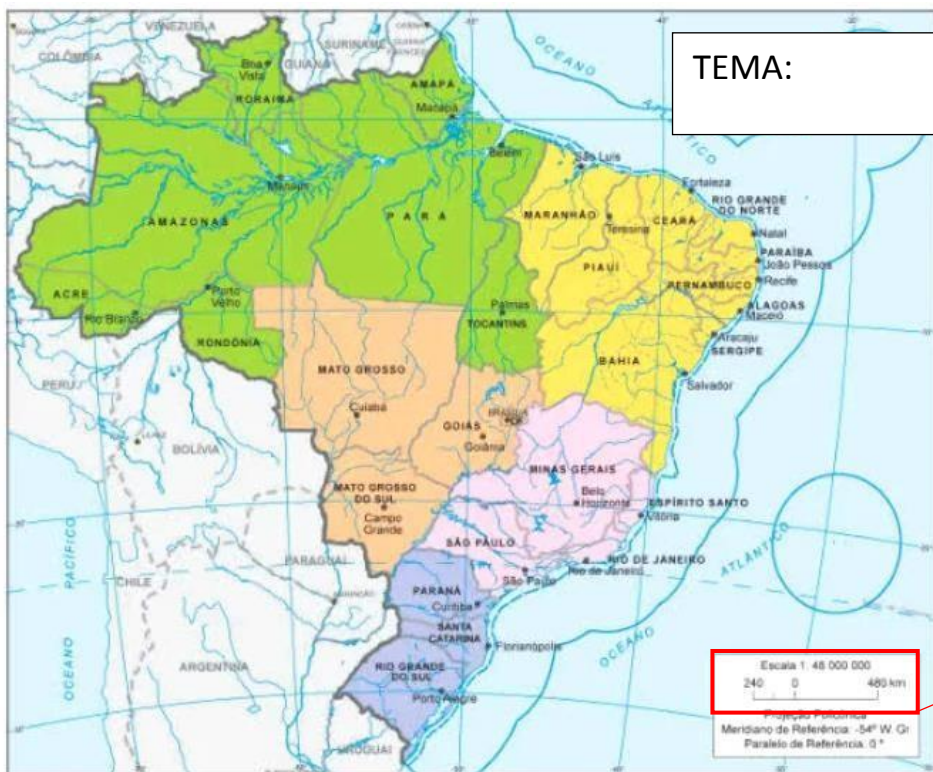 VENEZUELA
SURINAME
GUIANA
COLÔMBIA
OCEANO
ATLÂNTICO
TEMA:
Boa
Vista
RORAIMA
AMAPÁ
Macapá
Belém
São Luís
Fortaleza
RIO GRANDE
DO NORTE
Manaus
AMAZONAS
PARÁ
MARANHÃO
Teresina
CEARÁ
Natal
PARAÍBA
João Pessoa
PIAUÍ
PERNAMBUCO
Recife
ACRE
Porto
Velho
Rio Branco
RONDÔNIA
Palmas
TOCANTINS
ALAGOAS
Maceió
Aracaju
SERGIPE
BAHIA
Salvador
PERU
MATO GROSSO
Cuiabá
GOIÁS
BRASÍLIA
DF
Goiânia
LA PAZ
BOLÍVIA
MINAS GERAIS
Belo
Horizonte
ESPÍRITO SANTO
Vitória
MATO GROSSO
DO SUL
Campo
Grande
SÃO PAULO
São Paulo
RIO DE JANEIRO
Rio de Janeiro
OCEANO
ATLÂNTICO
PARAGUAI
CHILE
OCEANO
PACÍFICO
PARANÁ
Curitiba
SANTA
CATARINA
Florianópolis
ARGENTINA
RIO GRANDE
DO SUL
Porto Alegre
URUGUAI
Escala 1: 48 000 000
240 0 480 km
Projeção Policônica
Meridiano de Referência: -54º W. Gr
Paralelo de Referência: 0 º